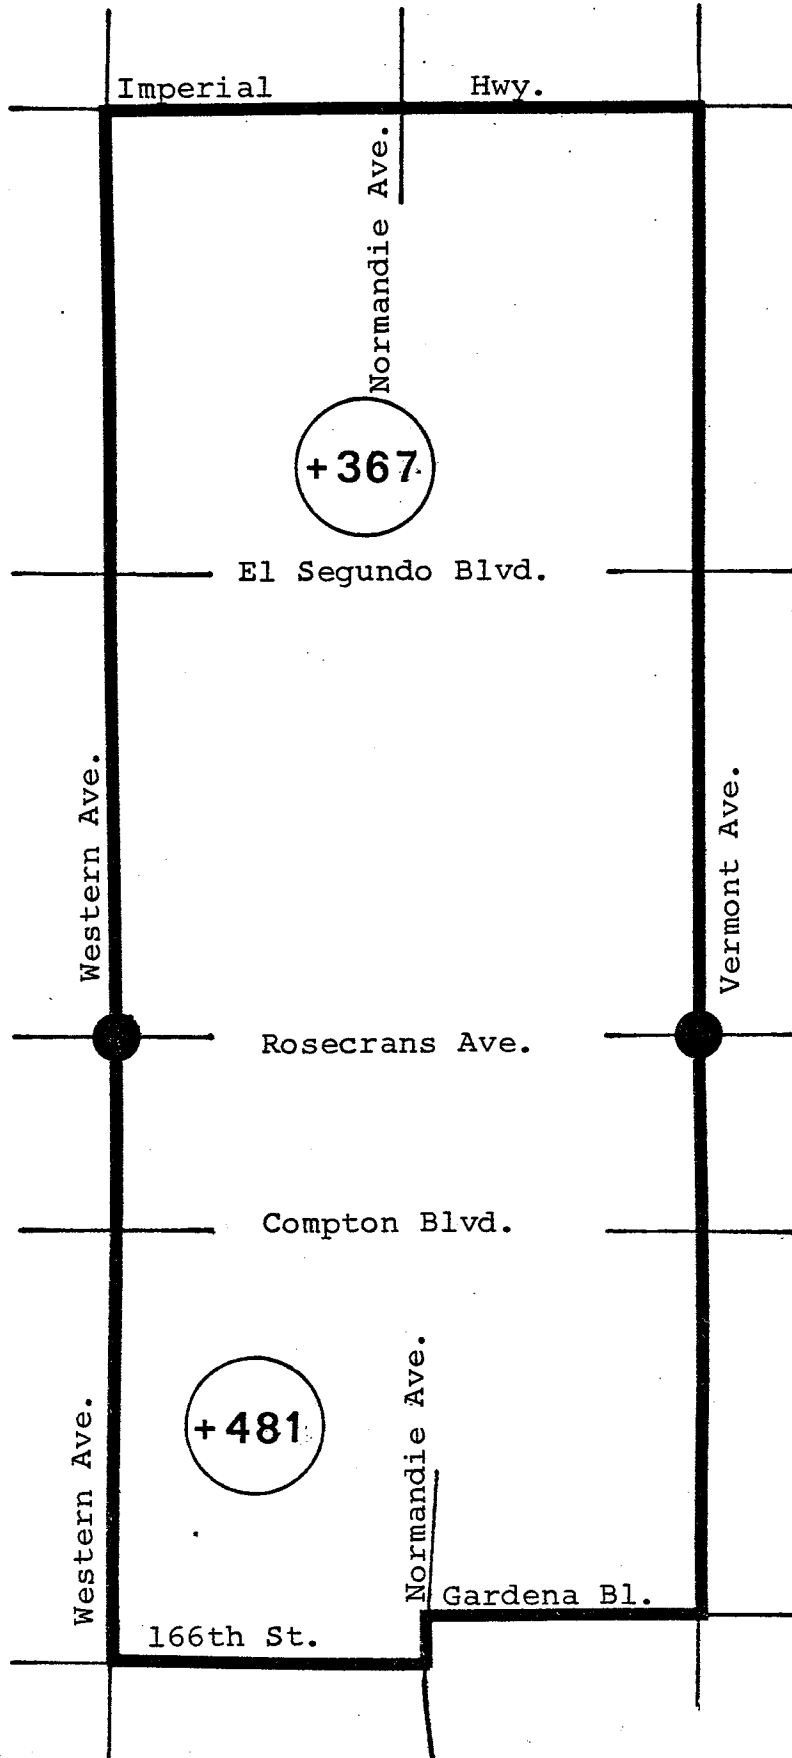 Imperial Hwy.
Normandie Ave.
+367
El Segundo Blvd.
Western Ave.
Vermont Ave.
Rosecrans Ave.
Compton Blvd.
Normandie Ave.
+481
Western Ave.
Gardena Bl.
166th St.